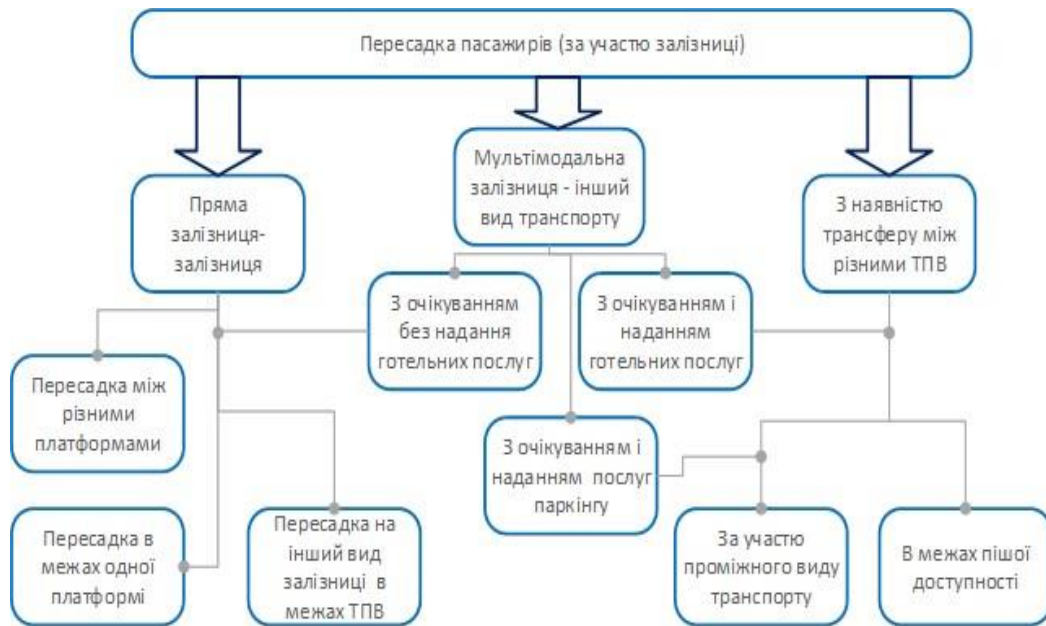 Пересадка пасажирів (за участю залізниці)
Пряма
залізниця-
залізниця
Мультімодальна
залізниця - інший
вид транспорту
З наявністю
трансферу між
різними ТПВ
З очікуванням
без надання
готельних послуг
З очікуванням і
наданням
готельних послуг
Пересадка між
різними
платформами
З очікуванням і
наданням послуг
паркінгу
Пересадка в
межах одної
платформі
Пересадка на
інший вид
залізниці в
межах ТПВ
За участю
проміжного виду
транспорту
В межах пішої
доступності